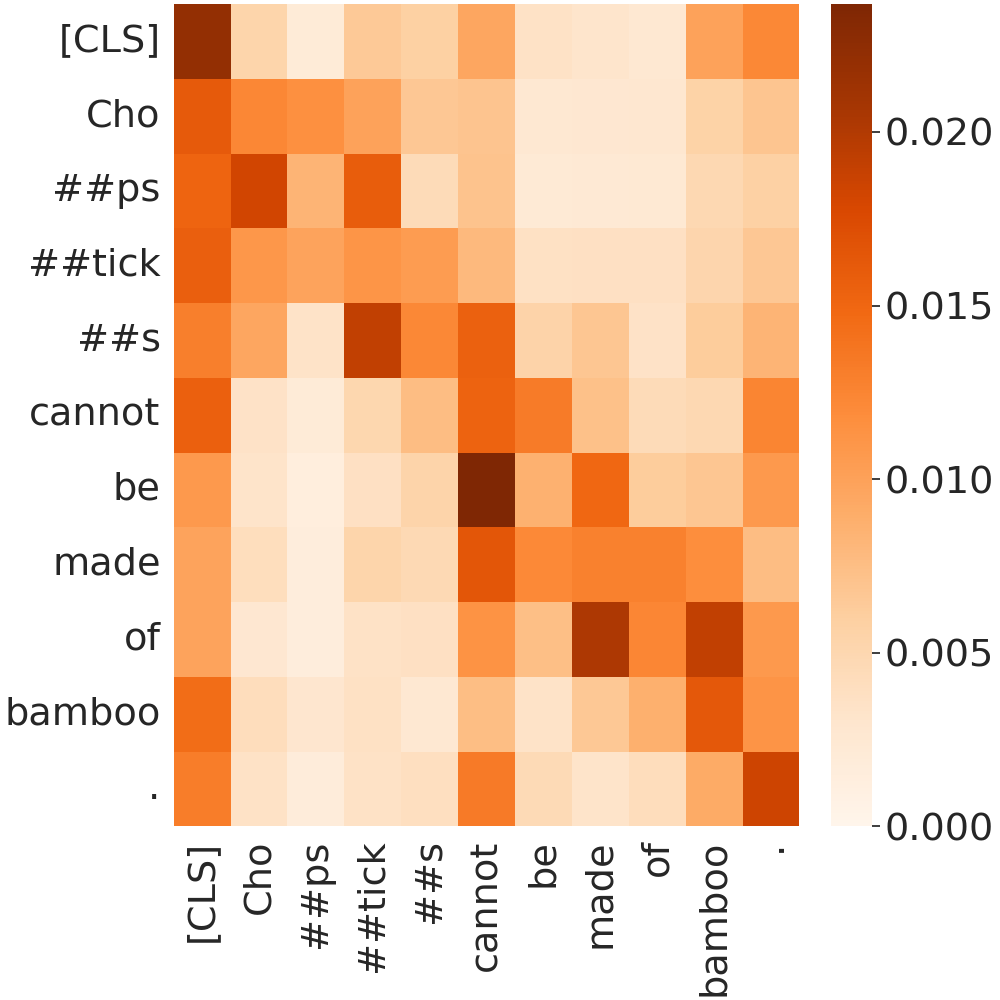 [CLS]
Cho
##ps
##tick
##s
cannot
be
made
of
bamboo
.
[CLS]
Cho
##ps
##tick
##s
cannot
be
made
of
bamboo
.
0.020
0.015
0.010
0.005
0.000